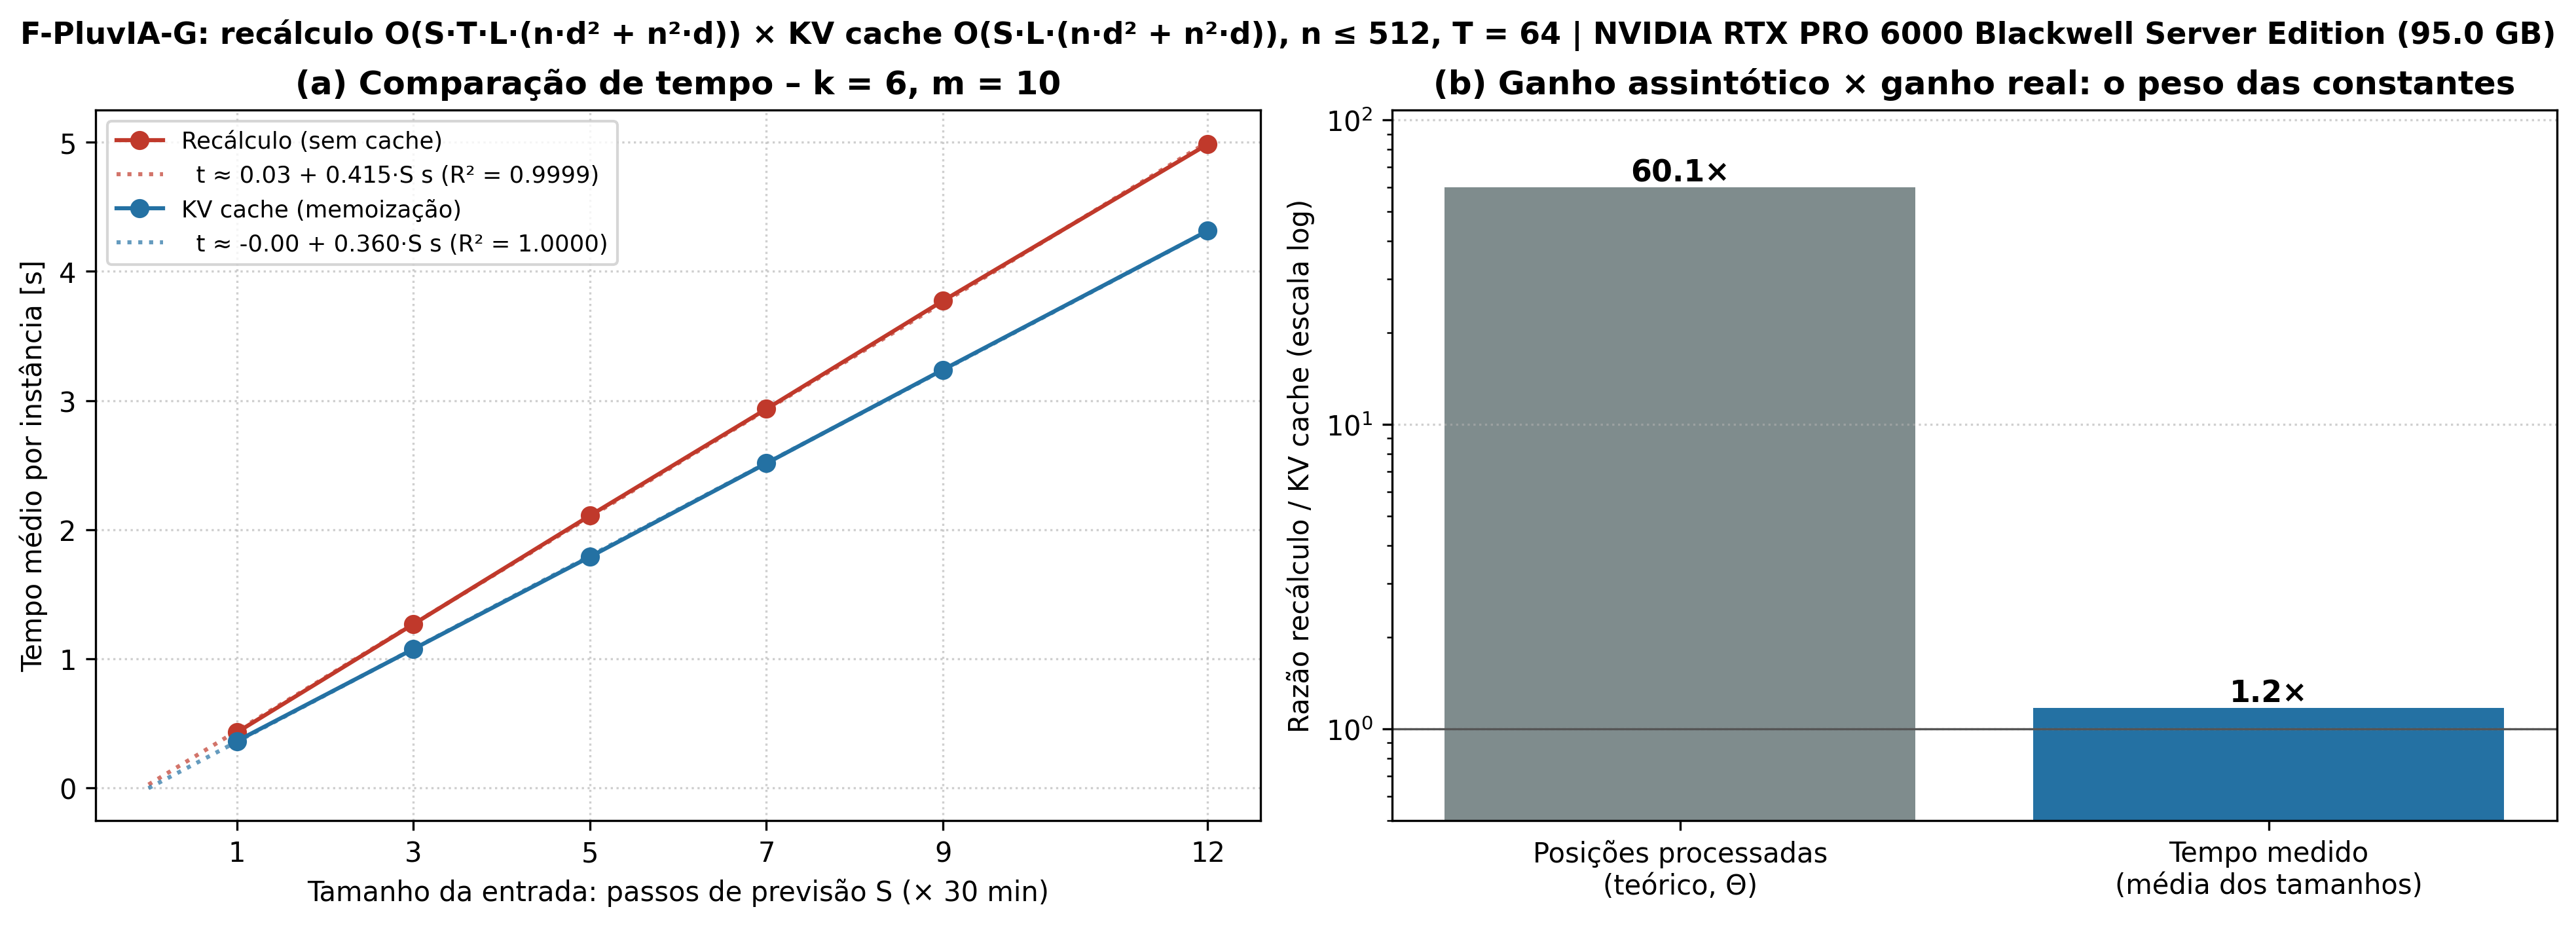 F-PluvIA-G: recálculo O(S·T·L·(n·d² + n²·d)) × KV cache O(S·L·(n·d² + n²·d)), n ≤ 512, T = 64 | NVIDIA RTX PRO 6000 Blackwell Server Edition (95.0 GB)
(a) Comparação de tempo – k = 6, m = 10
Recálculo (sem cache)
t ≈ 0.03 + 0.415·S s (R² = 0.9999)
KV cache (memoização)
t ≈ -0.00 + 0.360·S s (R² = 1.0000)
Tempo médio por instância [s]
5
4
3
2
1
0
1 3 5 7 9 12
Tamanho da entrada: passos de previsão S (× 30 min)
(b) Ganho assintótico × ganho real: o peso das constantes
Razão recálculo / KV cache (escala log)
10²
10¹
10⁰
60.1×
1.2×
Posições processadas
(teórico, Θ)
Tempo medido
(média dos tamanhos)